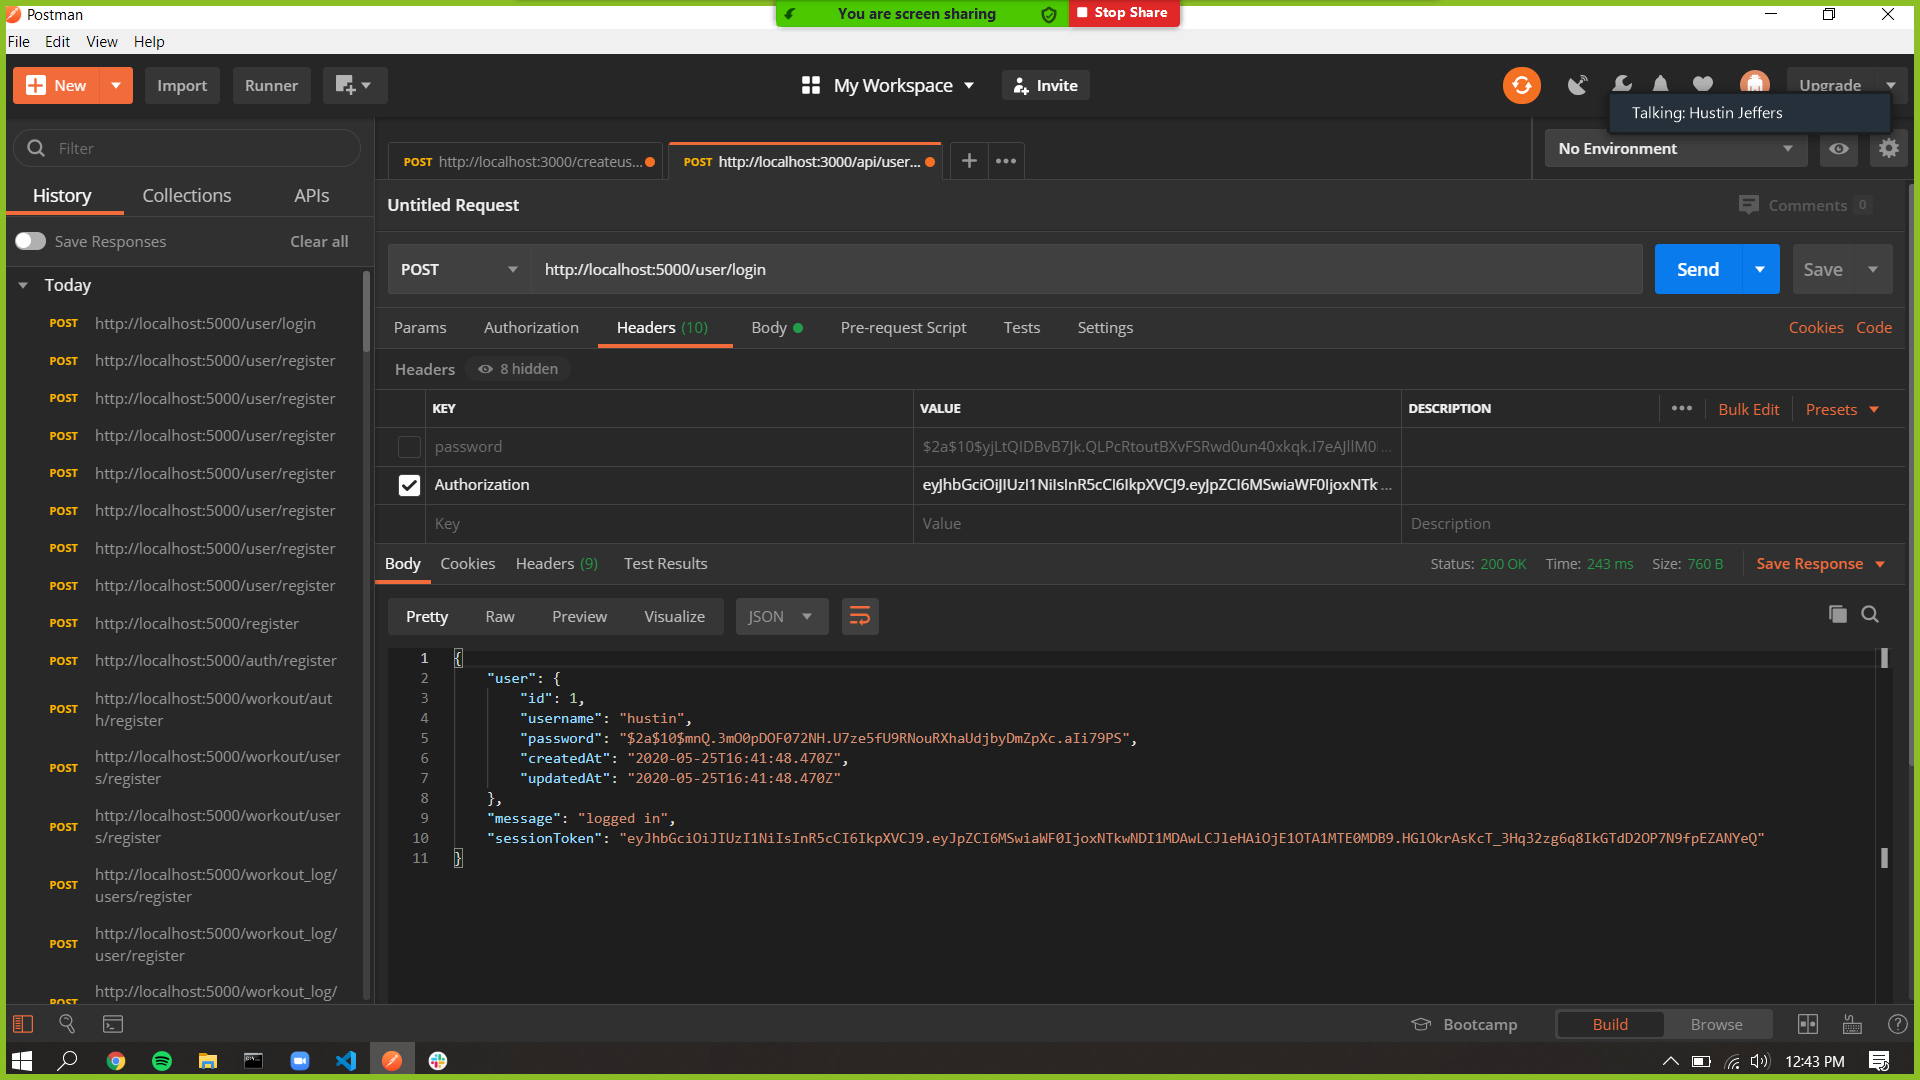 Postman
You are screen sharing
Stop Share
File Edit View Help
New
Import
Runner
My Workspace
Invite
Upgrade
Talking: Hustin Jeffers
Filter
POST http://localhost:3000/createus...
POST http://localhost:3000/api/user...
No Environment
History Collections APIs
Untitled Request
Comments 0
Save Responses Clear all
POST http://localhost:5000/user/login
Send Save
Today
POST http://localhost:5000/user/login
POST http://localhost:5000/user/register
POST http://localhost:5000/user/register
POST http://localhost:5000/user/register
POST http://localhost:5000/user/register
POST http://localhost:5000/user/register
POST http://localhost:5000/user/register
POST http://localhost:5000/user/register
POST http://localhost:5000/register
POST http://localhost:5000/auth/register
POST http://localhost:5000/workout/aut
h/register
POST http://localhost:5000/workout/user
s/register
POST http://localhost:5000/workout/user
s/register
POST http://localhost:5000/workout_log/
users/register
POST http://localhost:5000/workout_log/
user/register
POST http://localhost:5000/workout_log/
Params Authorization Headers (10) Body Pre-request Script Tests Settings Cookies Code
Headers 8 hidden
KEY VALUE DESCRIPTION Bulk Edit Presets
password
Authorization
Key Value Description
Body Cookies Headers (9) Test Results Status: 200 OK Time: 243 ms Size: 760 B Save Response
Pretty Raw Preview Visualize JSON
1 {
2 "user": {
3 "id": 1,
4 "username": "hustin",
5 "password": "$2a$10$mnQ.3mO0pDOF072NH.U7ze5fU9RNouRXhaUdjbyDmZpXc.aIi79PS",
6 "createdAt": "2020-05-25T16:41:48.470Z",
7 "updatedAt": "2020-05-25T16:41:48.470Z"
8 },
9 "message": "logged in",
10 "sessionToken": "eyJhbGciOiJIUzI1NiIsInR5cCI6IkpXVCJ9.eyJpZCI6MSwiaWF0IjoxNTkwNDI1MDAwLCJleHAiOjE1OTA1MTE0MDB9.HGlOkrAsKcT_3Hq32zg6q8IkGTdD2OP7N9fpEZANYeQ"
11 }
Bootcamp Build Browse
12:43 PM